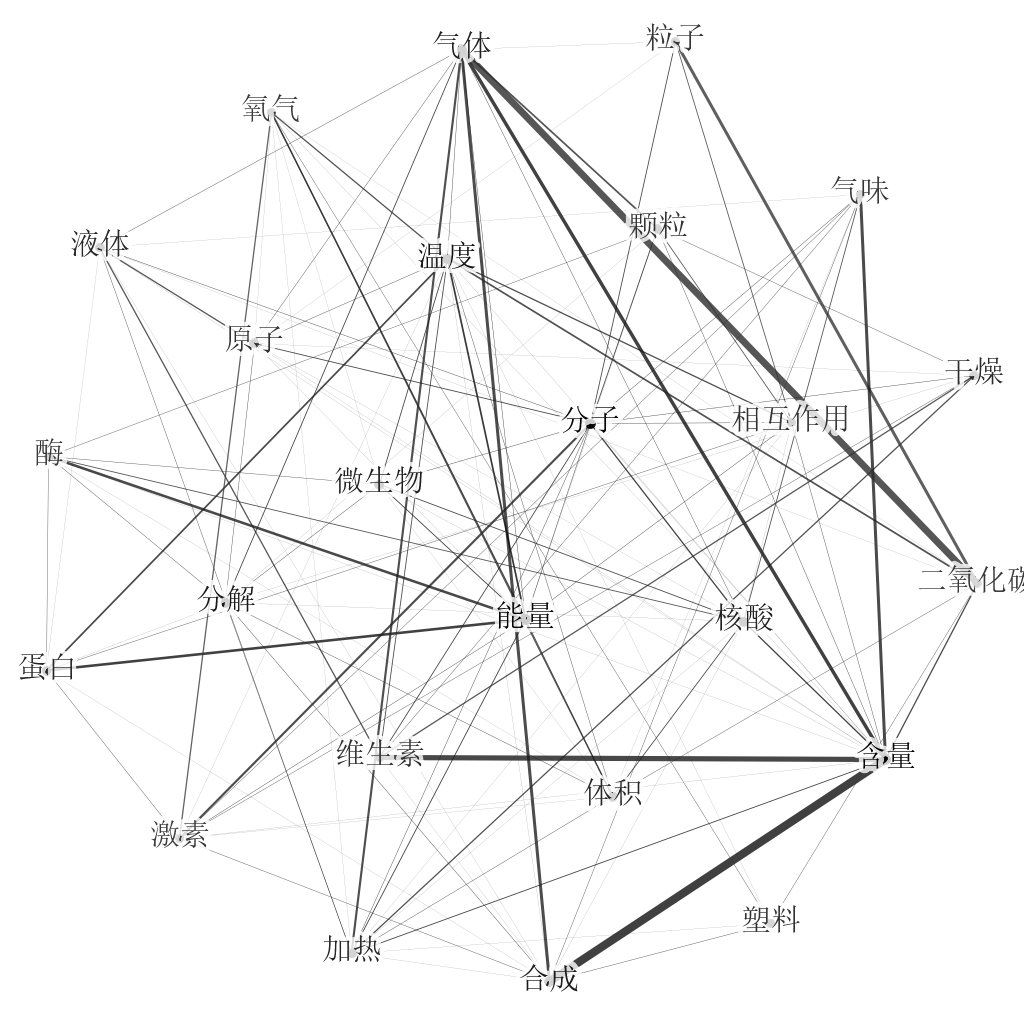 气体
粒子
氧气
气味
颗粒
液体
温度
原子
干燥
分子
相互作用
酶
微生物
二氧化碳
分解
能量
核酸
蛋白
维生素
含量
体积
激素
塑料
加热
合成